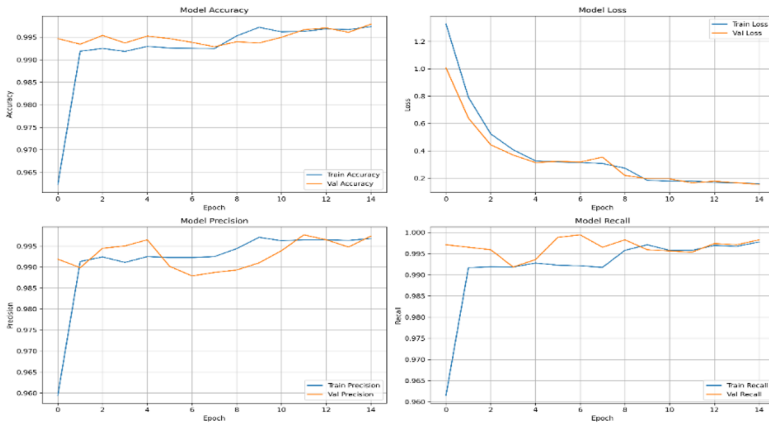 Model Accuracy
0.995
0.990
0.985
0.980
0.975
0.970
0.965
Accuracy
Train Accuracy
Val Accuracy
0 2 4 6 8 10 12 14
Epoch
Model Loss
Train Loss
Val Loss
1.2
1.0
0.8
0.6
0.4
0.2
Loss
0 2 4 6 8 10 12 14
Epoch
Model Precision
0.995
0.990
0.985
0.980
0.975
0.970
0.965
0.960
Precision
Train Precision
Val Precision
0 2 4 6 8 10 12 14
Epoch
Model Recall
1.000
0.995
0.990
0.985
0.980
0.975
0.970
0.965
0.960
Recall
Train Recall
Val Recall
0 2 4 6 8 10 12 14
Epoch